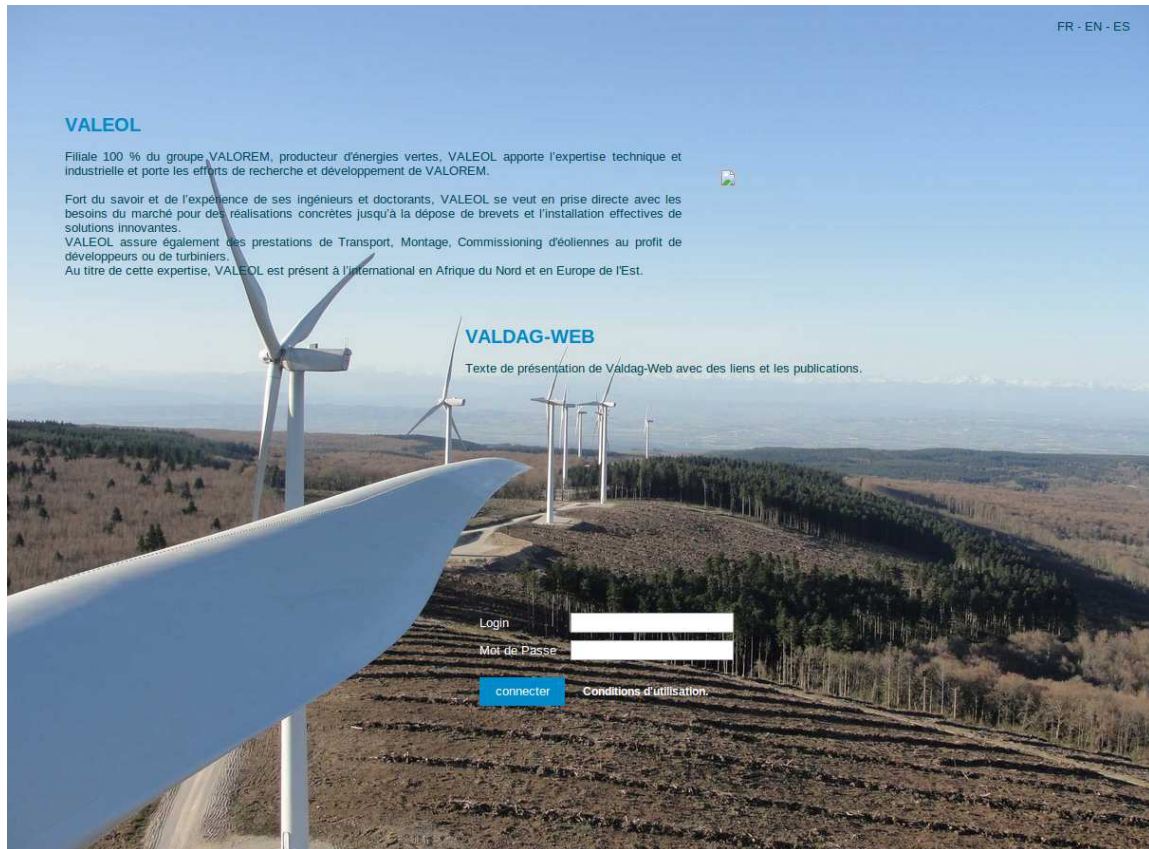 FR - EN - ES
VALEOL
Filiale 100 % du groupe VALOREM, producteur d'énergies vertes, VALEOL apporte l'expertise technique et
industrielle et porte les efforts de recherche et développement de VALOREM.
Fort du savoir et de l'expérience de ses ingénieurs et doctorants, VALEOL se veut en prise directe avec les
besoins du marché pour des réalisations concrètes jusqu'à la dépose de brevets et l'installation effectives de
solutions innovantes.
VALEOL assure également des prestations de Transport, Montage, Commissioning d'éoliennes au profit de
développeurs ou de turbiniers.
Au titre de cette expertise, VALEOL est présent à l'international en Afrique du Nord et en Europe de l'Est.
VALDAG-WEB
Texte de présentation de Valdag-Web avec des liens et les publications.
Login
Mot de Passe
connecter Conditions d'utilisation.